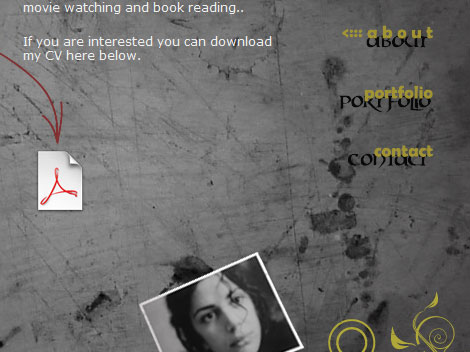 movie watching and book reading..
If you are interested you can download
my CV here below.
<::: about
about
portfolio
portfolio
contact
contact